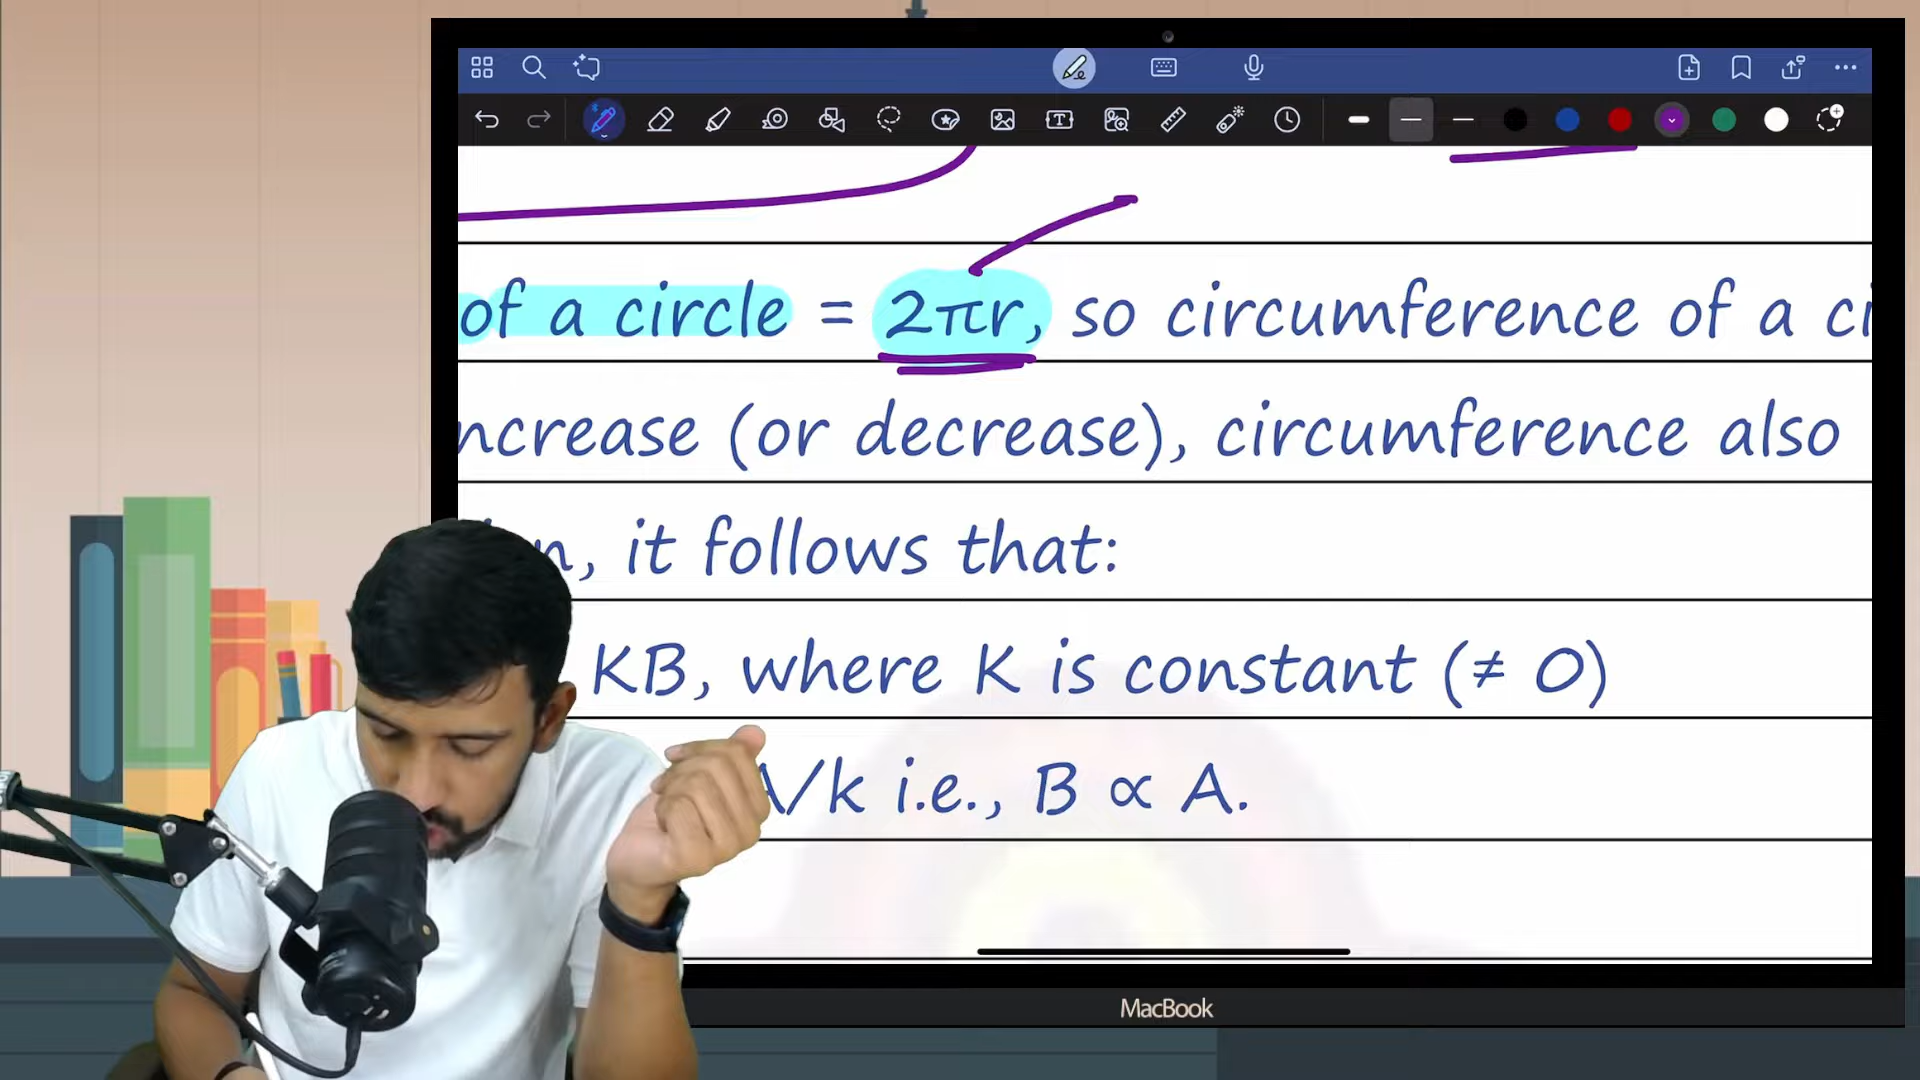 of a circle = 2πr, so circumference of a ci
ncrease (or decrease), circumference also
n, it follows that:
KB, where K is constant (≠ 0)
A/k i.e., B ∝ A.
MacBook